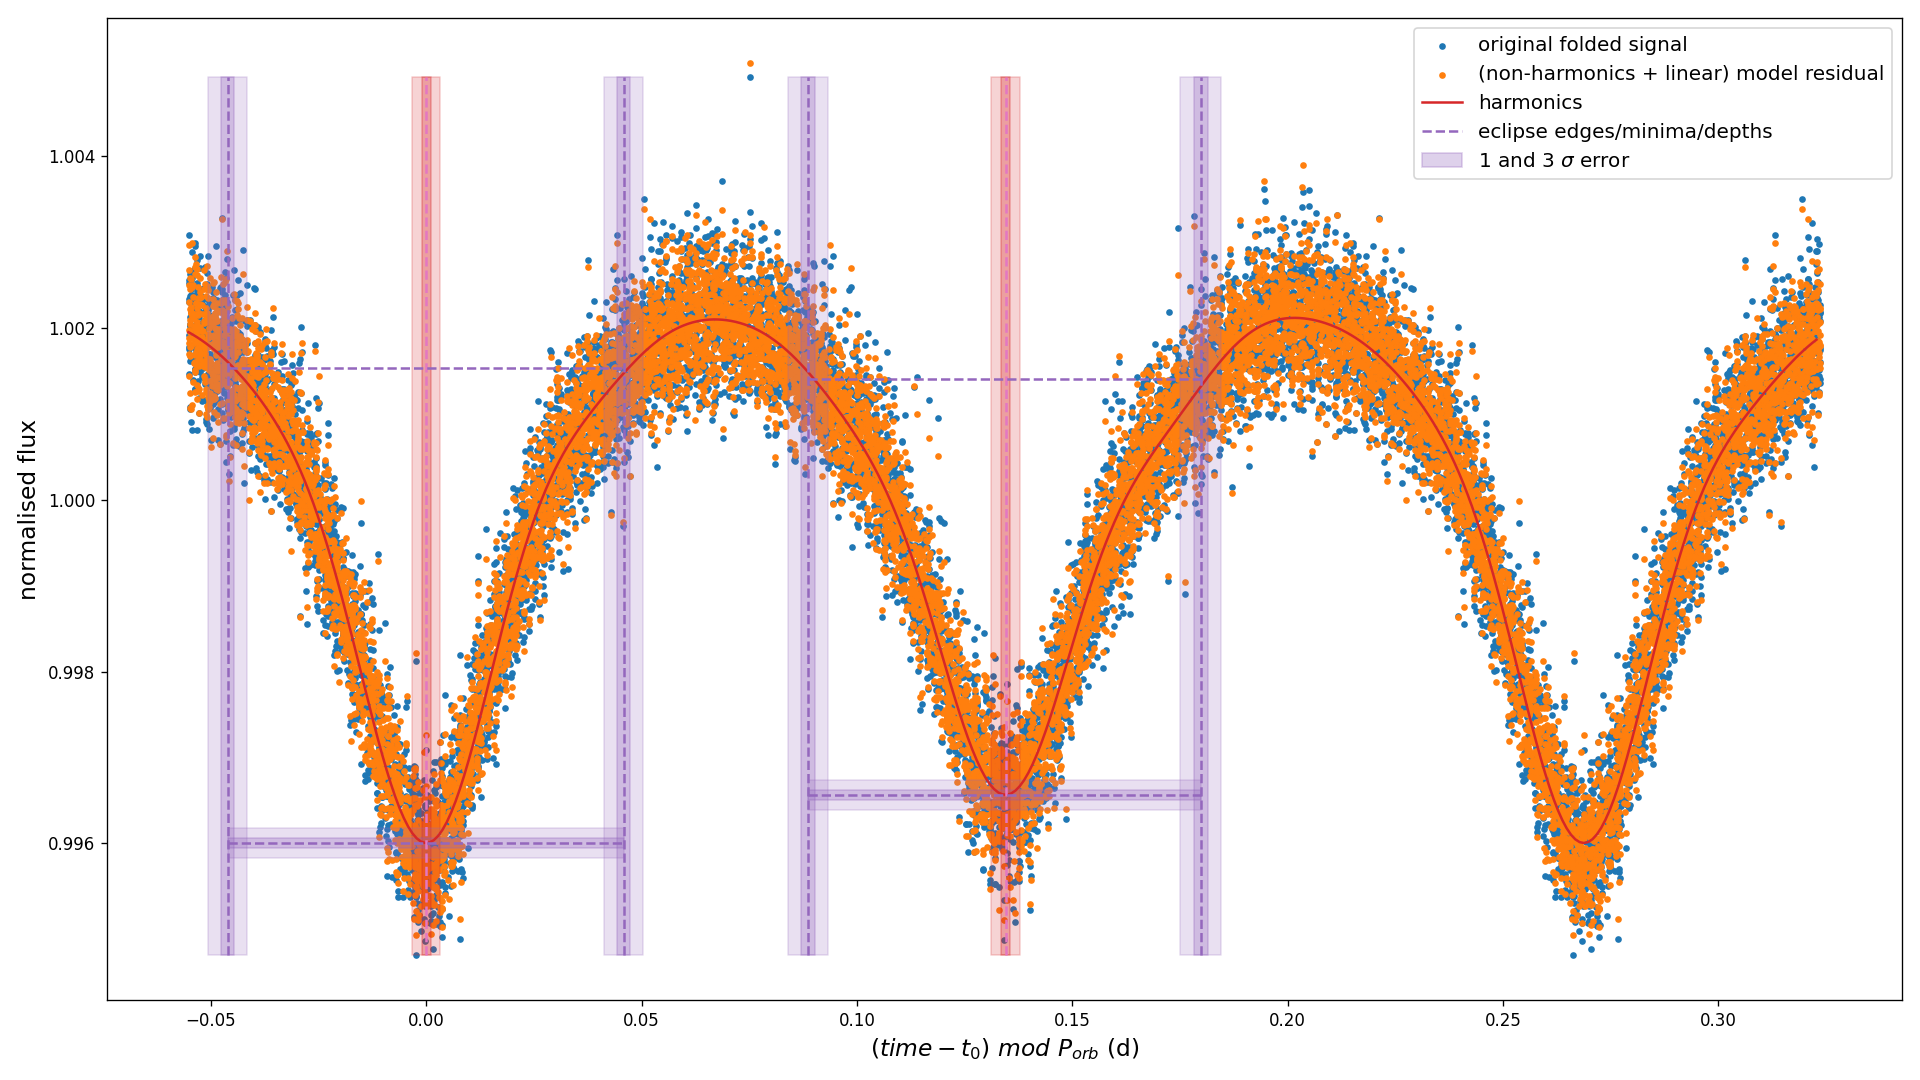 original folded signal
(non-harmonics + linear) model residual
harmonics
eclipse edges/minima/depths
1 and 3 σ error
normalised flux
1.004
1.002
1.000
0.998
0.996
−0.05 0.00 0.05 0.10 0.15 0.20 0.25 0.30
(time − t₀) mod Pₒᵣb (d)